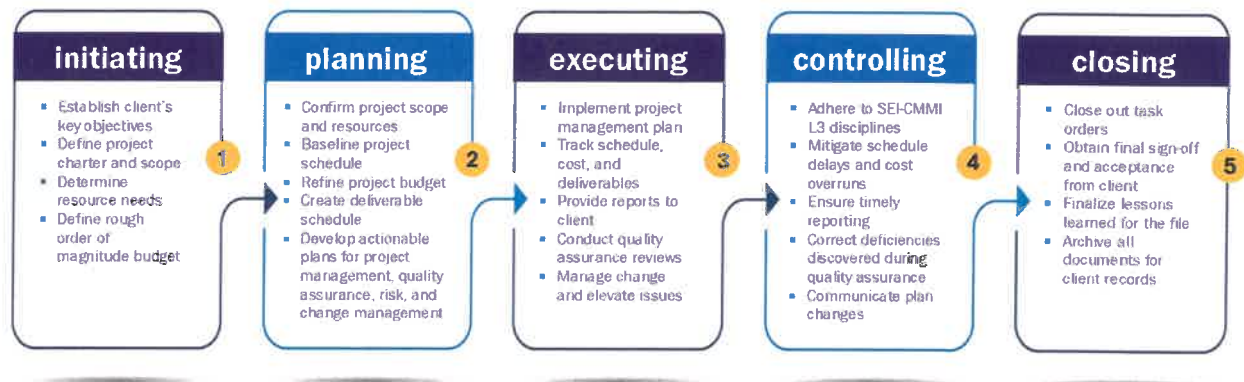 initiating
Establish client's
key objectives
Define project
charter and scope
Determine
resource needs
Define rough
order of
magnitude budget
1
planning
Confirm project scope
and resources
Baseline project
schedule
Refine project budget
Create deliverable
schedule
Develop actionable
plans for project
management, quality
assurance, risk, and
change management
2
executing
Implement project
management plan
Track schedule,
cost, and
deliverables
Provide reports to
client
Conduct quality
assurance reviews
Manage change
and elevate issues
3
controlling
Adhere to SEI-CMMI
L3 disciplines
Mitigate schedule
delays and cost
overruns
Ensure timely
reporting
Correct deficiencies
discovered during
quality assurance
Communicate plan
changes
4
closing
Close out task
orders
Obtain final sign-off
and acceptance
from client
Finalize lessons
learned for the file
Archive all
documents for
client records
5